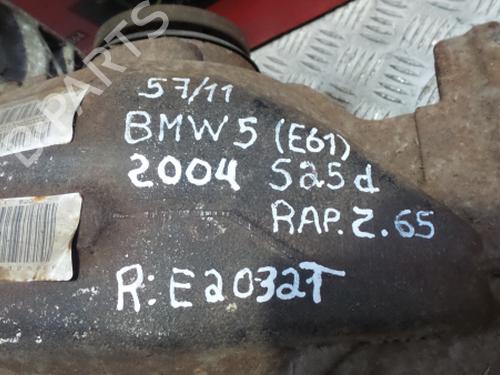 57/11
BMW 5 (E61)
2004 525d
RAP. 2.65
R: E2032T
PARTS